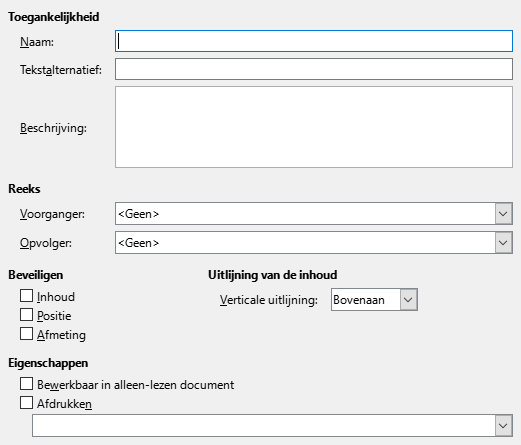 Toegankelijkheid
Naam:
Tekstalternatief:
Beschrijving:
Reeks
Voorganger: <Geen>
Opvolger: <Geen>
Beveiligen Uitlijning van de inhoud
Inhoud Verticale uitlijning: Bovenaan
Positie
Afmeting
Eigenschappen
Bewerkbaar in alleen-lezen document
Afdrukken